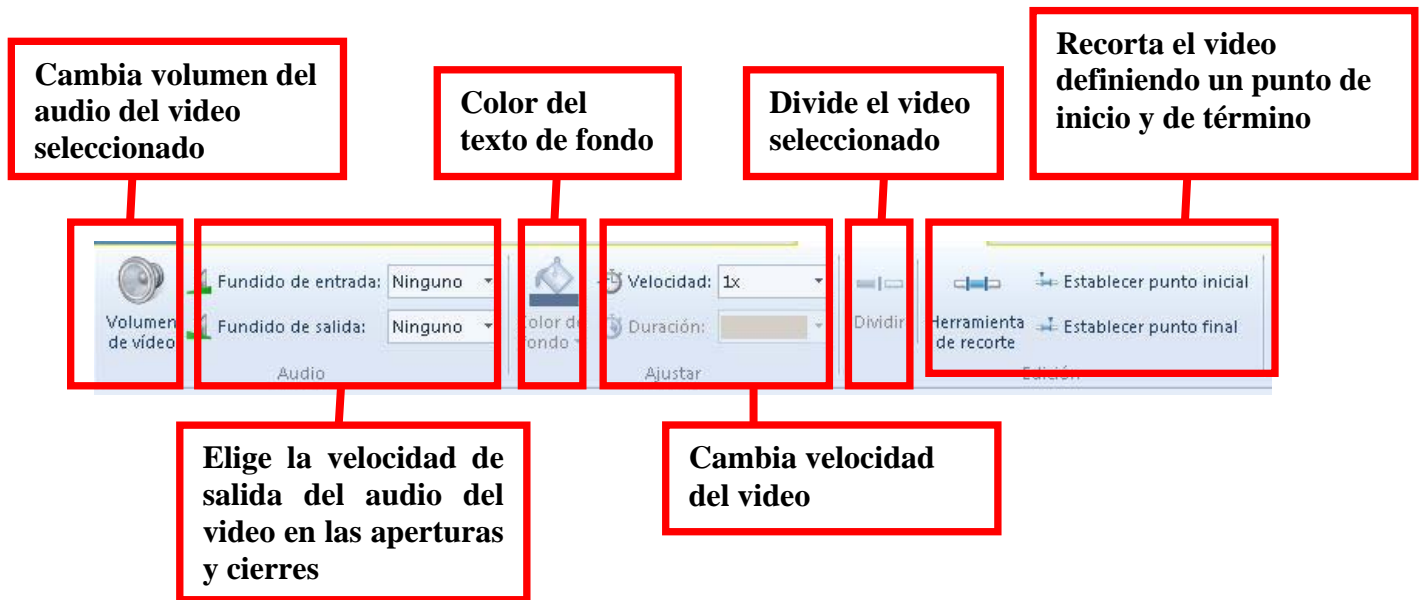 Cambia volumen del
audio del video
seleccionado
Color del
texto de fondo
Divide el video
seleccionado
Recorta el video
definiendo un punto de
inicio y de término
Volumen
de vídeo
Fundido de entrada: Ninguno
Fundido de salida: Ninguno
Audio
Color de
fondo
Velocidad: 1x
Duración:
Ajustar
Dividir
Herramienta
de recorte
Establecer punto inicial
Establecer punto final
Edición
Elige la velocidad de
salida del audio del
video en las aperturas
y cierres
Cambia velocidad
del video